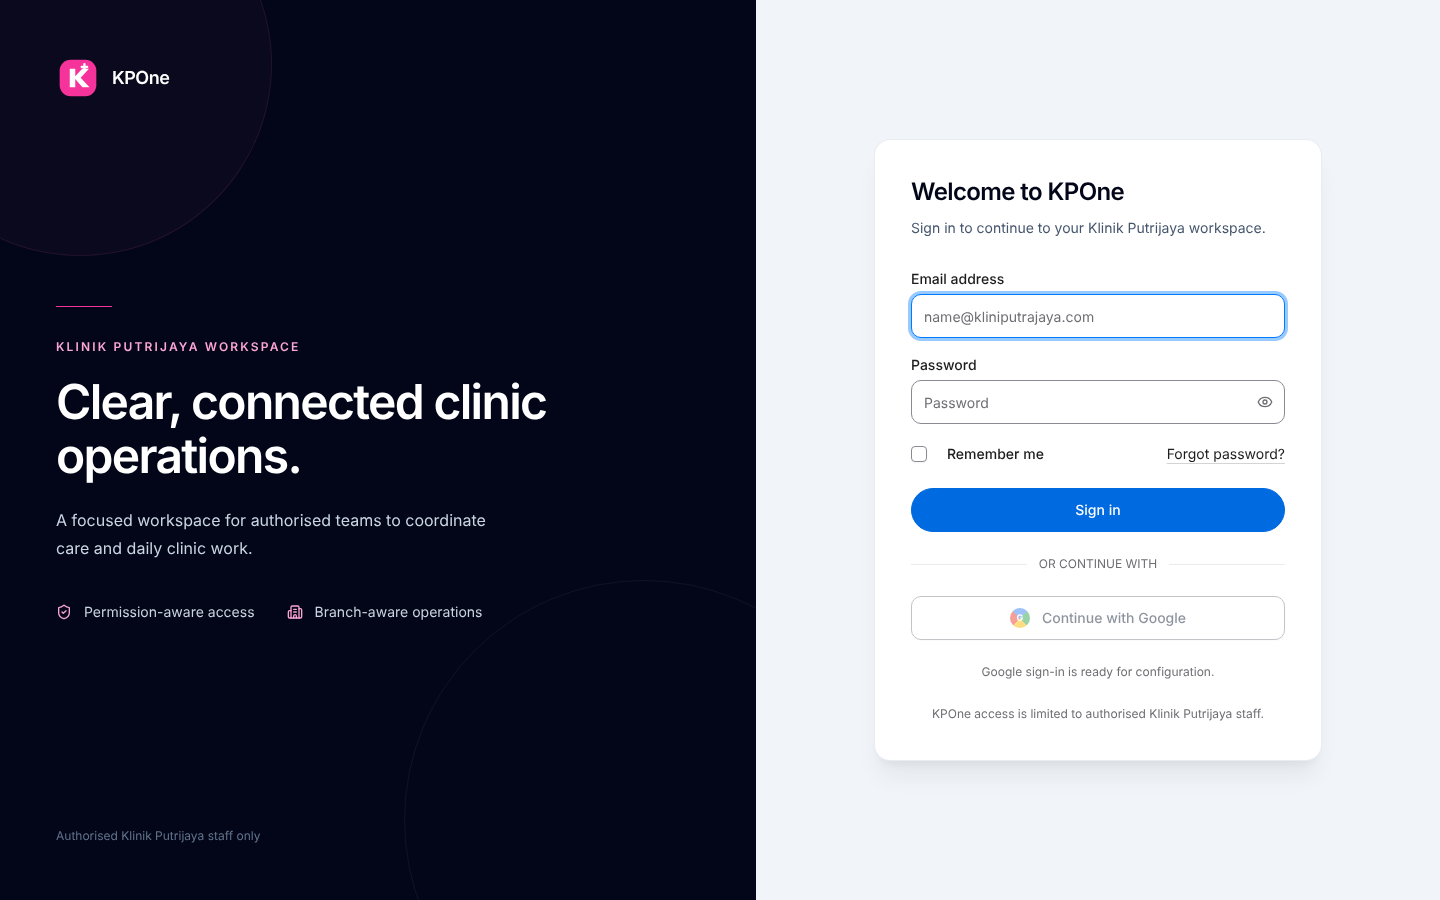 KPOne
KLINIK PUTRIJAYA WORKSPACE
Clear, connected clinic
operations.
A focused workspace for authorised teams to coordinate
care and daily clinic work.
Permission-aware access
Branch-aware operations
Authorised Klinik Putrijaya staff only
Welcome to KPOne
Sign in to continue to your Klinik Putrijaya workspace.
Email address
name@kliniputrajaya.com
Password
Password
Remember me
Forgot password?
Sign in
OR CONTINUE WITH
G Continue with Google
Google sign-in is ready for configuration.
KPOne access is limited to authorised Klinik Putrijaya staff.